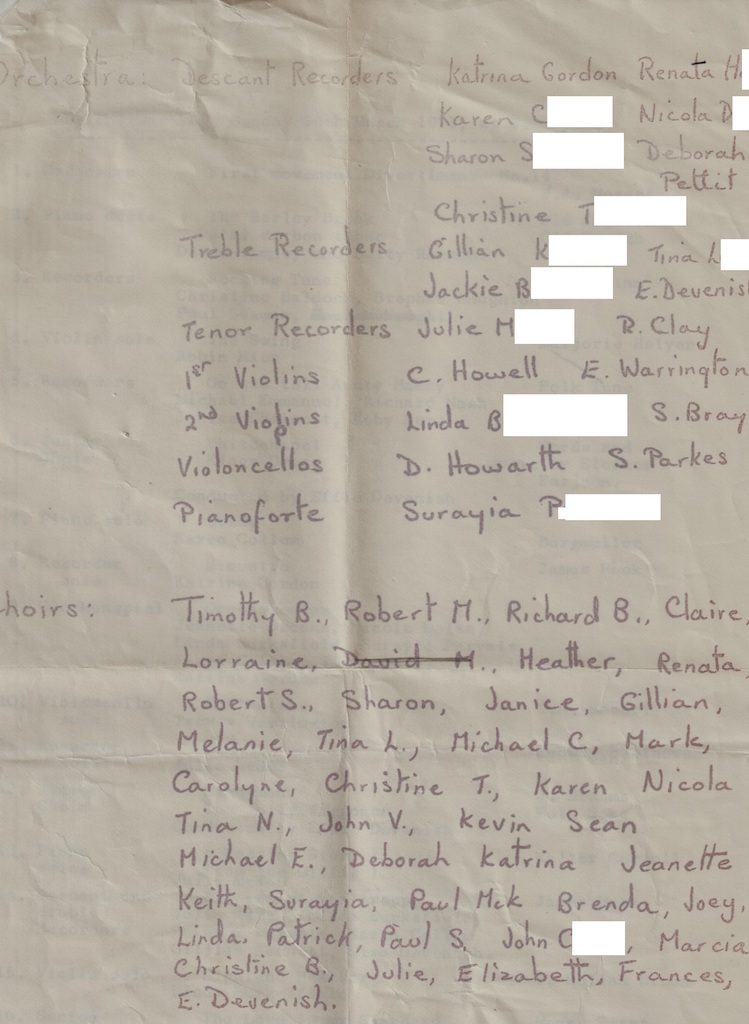 Orchestra: Descant Recorders Katrina Gordon Renata H
Karen C Nicola D
Sharon S Deborah
Pettit
Christine T
Treble Recorders Gillian K Tina L
Jackie B E. Devenis
Tenor Recorders Julie M R. Clay
1st Violins C. Howell E. Warrington
2nd Violins Linda B S. Bray
Violoncellos D. Howarth S. Parkes
Pianoforte Surayia P
hoirs: Timothy B., Robert M., Richard B., Claire,
Lorraine, David M., Heather, Renata,
Robert S., Sharon, Janice, Gillian,
Melanie, Tina L., Michael C, Mark,
Carolyne, Christine T., Karen Nicola
Tina N., John V., Kevin Sean
Michael E., Deborah Katrina Jeanette
Keith, Surayia, Paul McK Brenda, Joey,
Linda. Patrick, Paul S, John C , Marcia
Christine B., Julie, Elizabeth, Frances,
E. Devenish.